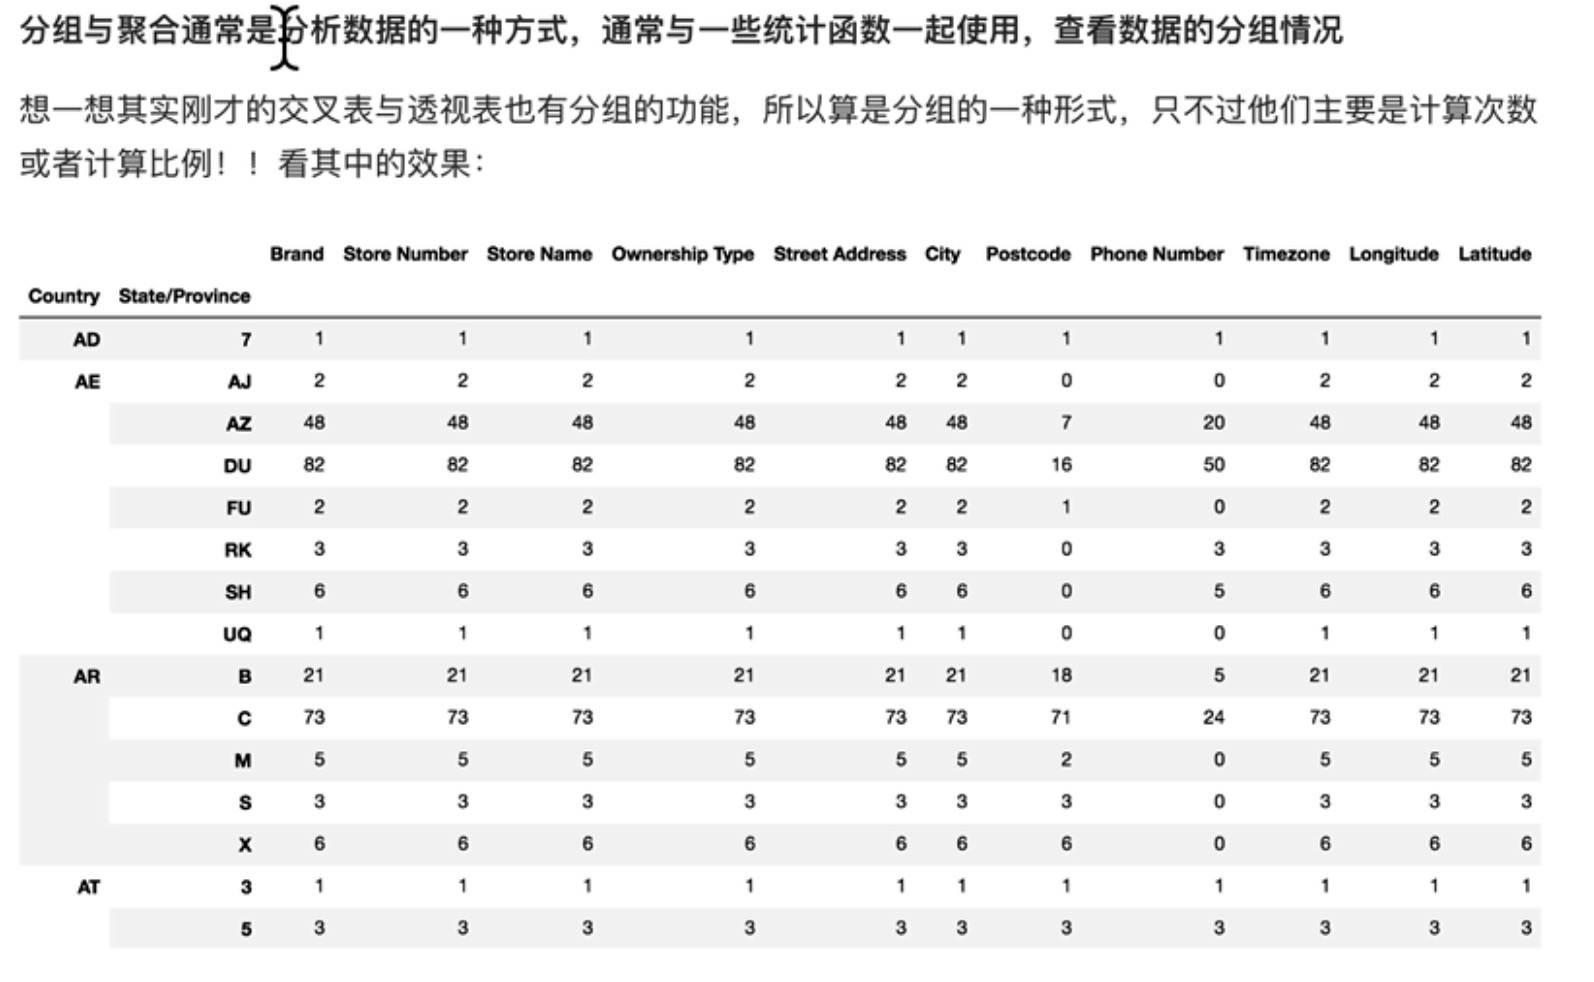 分组与聚合通常是分析数据的一种方式，通常与一些统计函数一起使用，查看数据的分组情况
想一想其实刚才的交叉表与透视表也有分组的功能，所以算是分组的一种形式，只不过他们主要是计算次数
或者计算比例！！看其中的效果：
Brand Store Number Store Name Ownership Type Street Address City Postcode Phone Number Timezone Longitude Latitude
Country State/Province
AD 7 1 1 1 1 1 1 1 1 1 1 1
AE AJ 2 2 2 2 2 2 0 0 2 2 2
AZ 48 48 48 48 48 48 7 20 48 48 48
DU 82 82 82 82 82 82 16 50 82 82 82
FU 2 2 2 2 2 2 1 0 2 2 2
RK 3 3 3 3 3 3 0 3 3 3 3
SH 6 6 6 6 6 6 0 5 6 6 6
UQ 1 1 1 1 1 1 0 0 1 1 1
AR B 21 21 21 21 21 21 18 5 21 21 21
C 73 73 73 73 73 73 71 24 73 73 73
M 5 5 5 5 5 5 2 0 5 5 5
S 3 3 3 3 3 3 3 0 3 3 3
X 6 6 6 6 6 6 6 0 6 6 6
AT 3 1 1 1 1 1 1 1 1 1 1 1
5 3 3 3 3 3 3 3 3 3 3 3